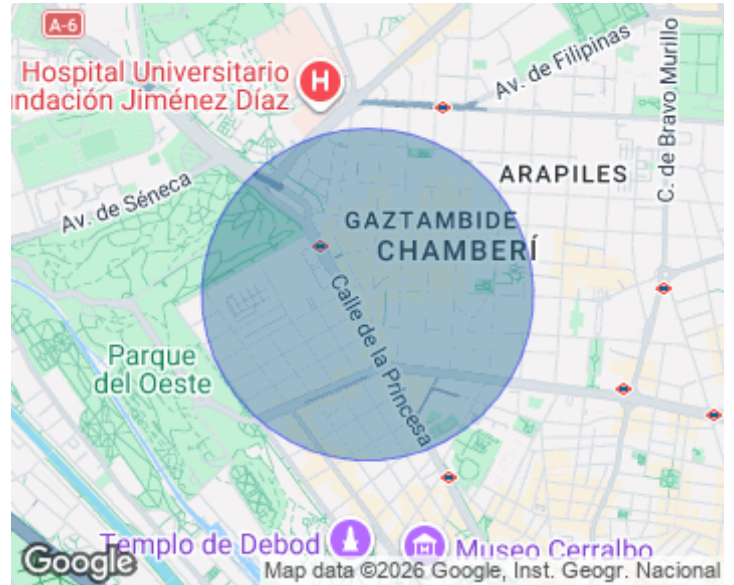 A-6
Hospital Universitario
ndación Jiménez Díaz
H
Av. de Filipinas
C. de Bravo Murillo
ARAPILES
Av. de Séneca
GAZTAMBIDE
CHAMBERÍ
Calle de la Princesa
Parque
del Oeste
Templo de Debod
Museo Cerralbo
Google
Map data ©2026 Google, Inst. Geogr. Nacional